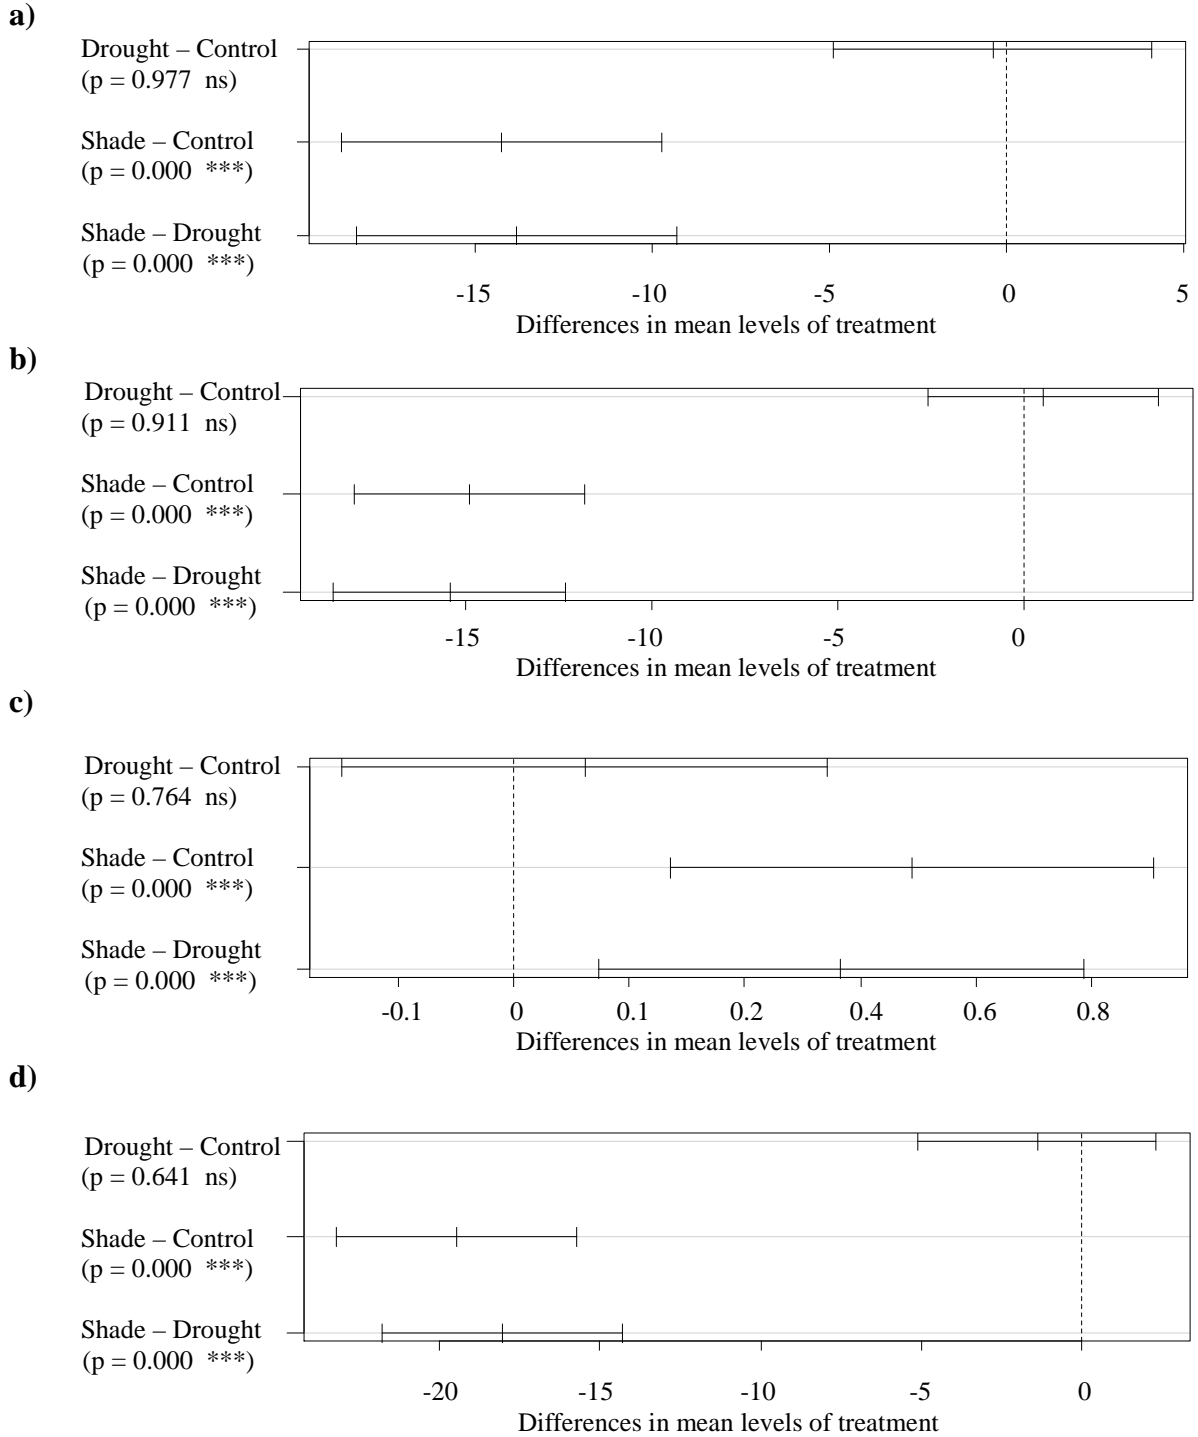 a)
Drought – Control
(p = 0.977 ns)
Shade – Control
(p = 0.000 ***)
Shade – Drought
(p = 0.000 ***)
-15 -10 -5 0 5
Differences in mean levels of treatment
b)
Drought – Control
(p = 0.911 ns)
Shade – Control
(p = 0.000 ***)
Shade – Drought
(p = 0.000 ***)
-15 -10 -5 0
Differences in mean levels of treatment
c)
Drought – Control
(p = 0.764 ns)
Shade – Control
(p = 0.000 ***)
Shade – Drought
(p = 0.000 ***)
-0.1 0 0.1 0.2 0.4 0.6 0.8
Differences in mean levels of treatment
d)
Drought – Control
(p = 0.641 ns)
Shade – Control
(p = 0.000 ***)
Shade – Drought
(p = 0.000 ***)
-20 -15 -10 -5 0
Differences in mean levels of treatment